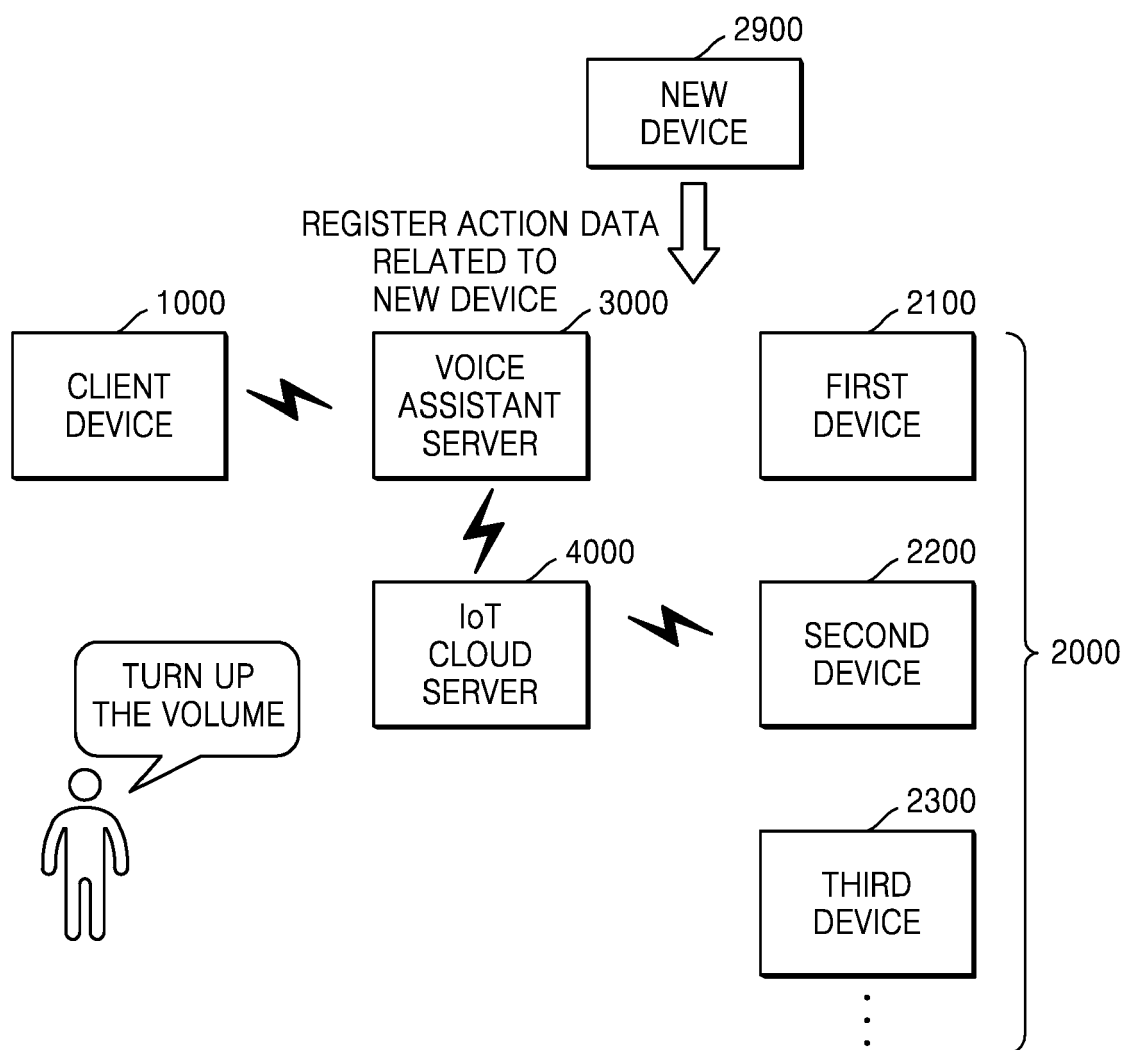 2900
NEW
DEVICE
REGISTER ACTION DATA
RELATED TO
NEW DEVICE
1000
CLIENT
DEVICE
3000
VOICE
ASSISTANT
SERVER
2100
FIRST
DEVICE
4000
IoT
CLOUD
SERVER
2200
SECOND
DEVICE
2000
TURN UP
THE VOLUME
2300
THIRD
DEVICE